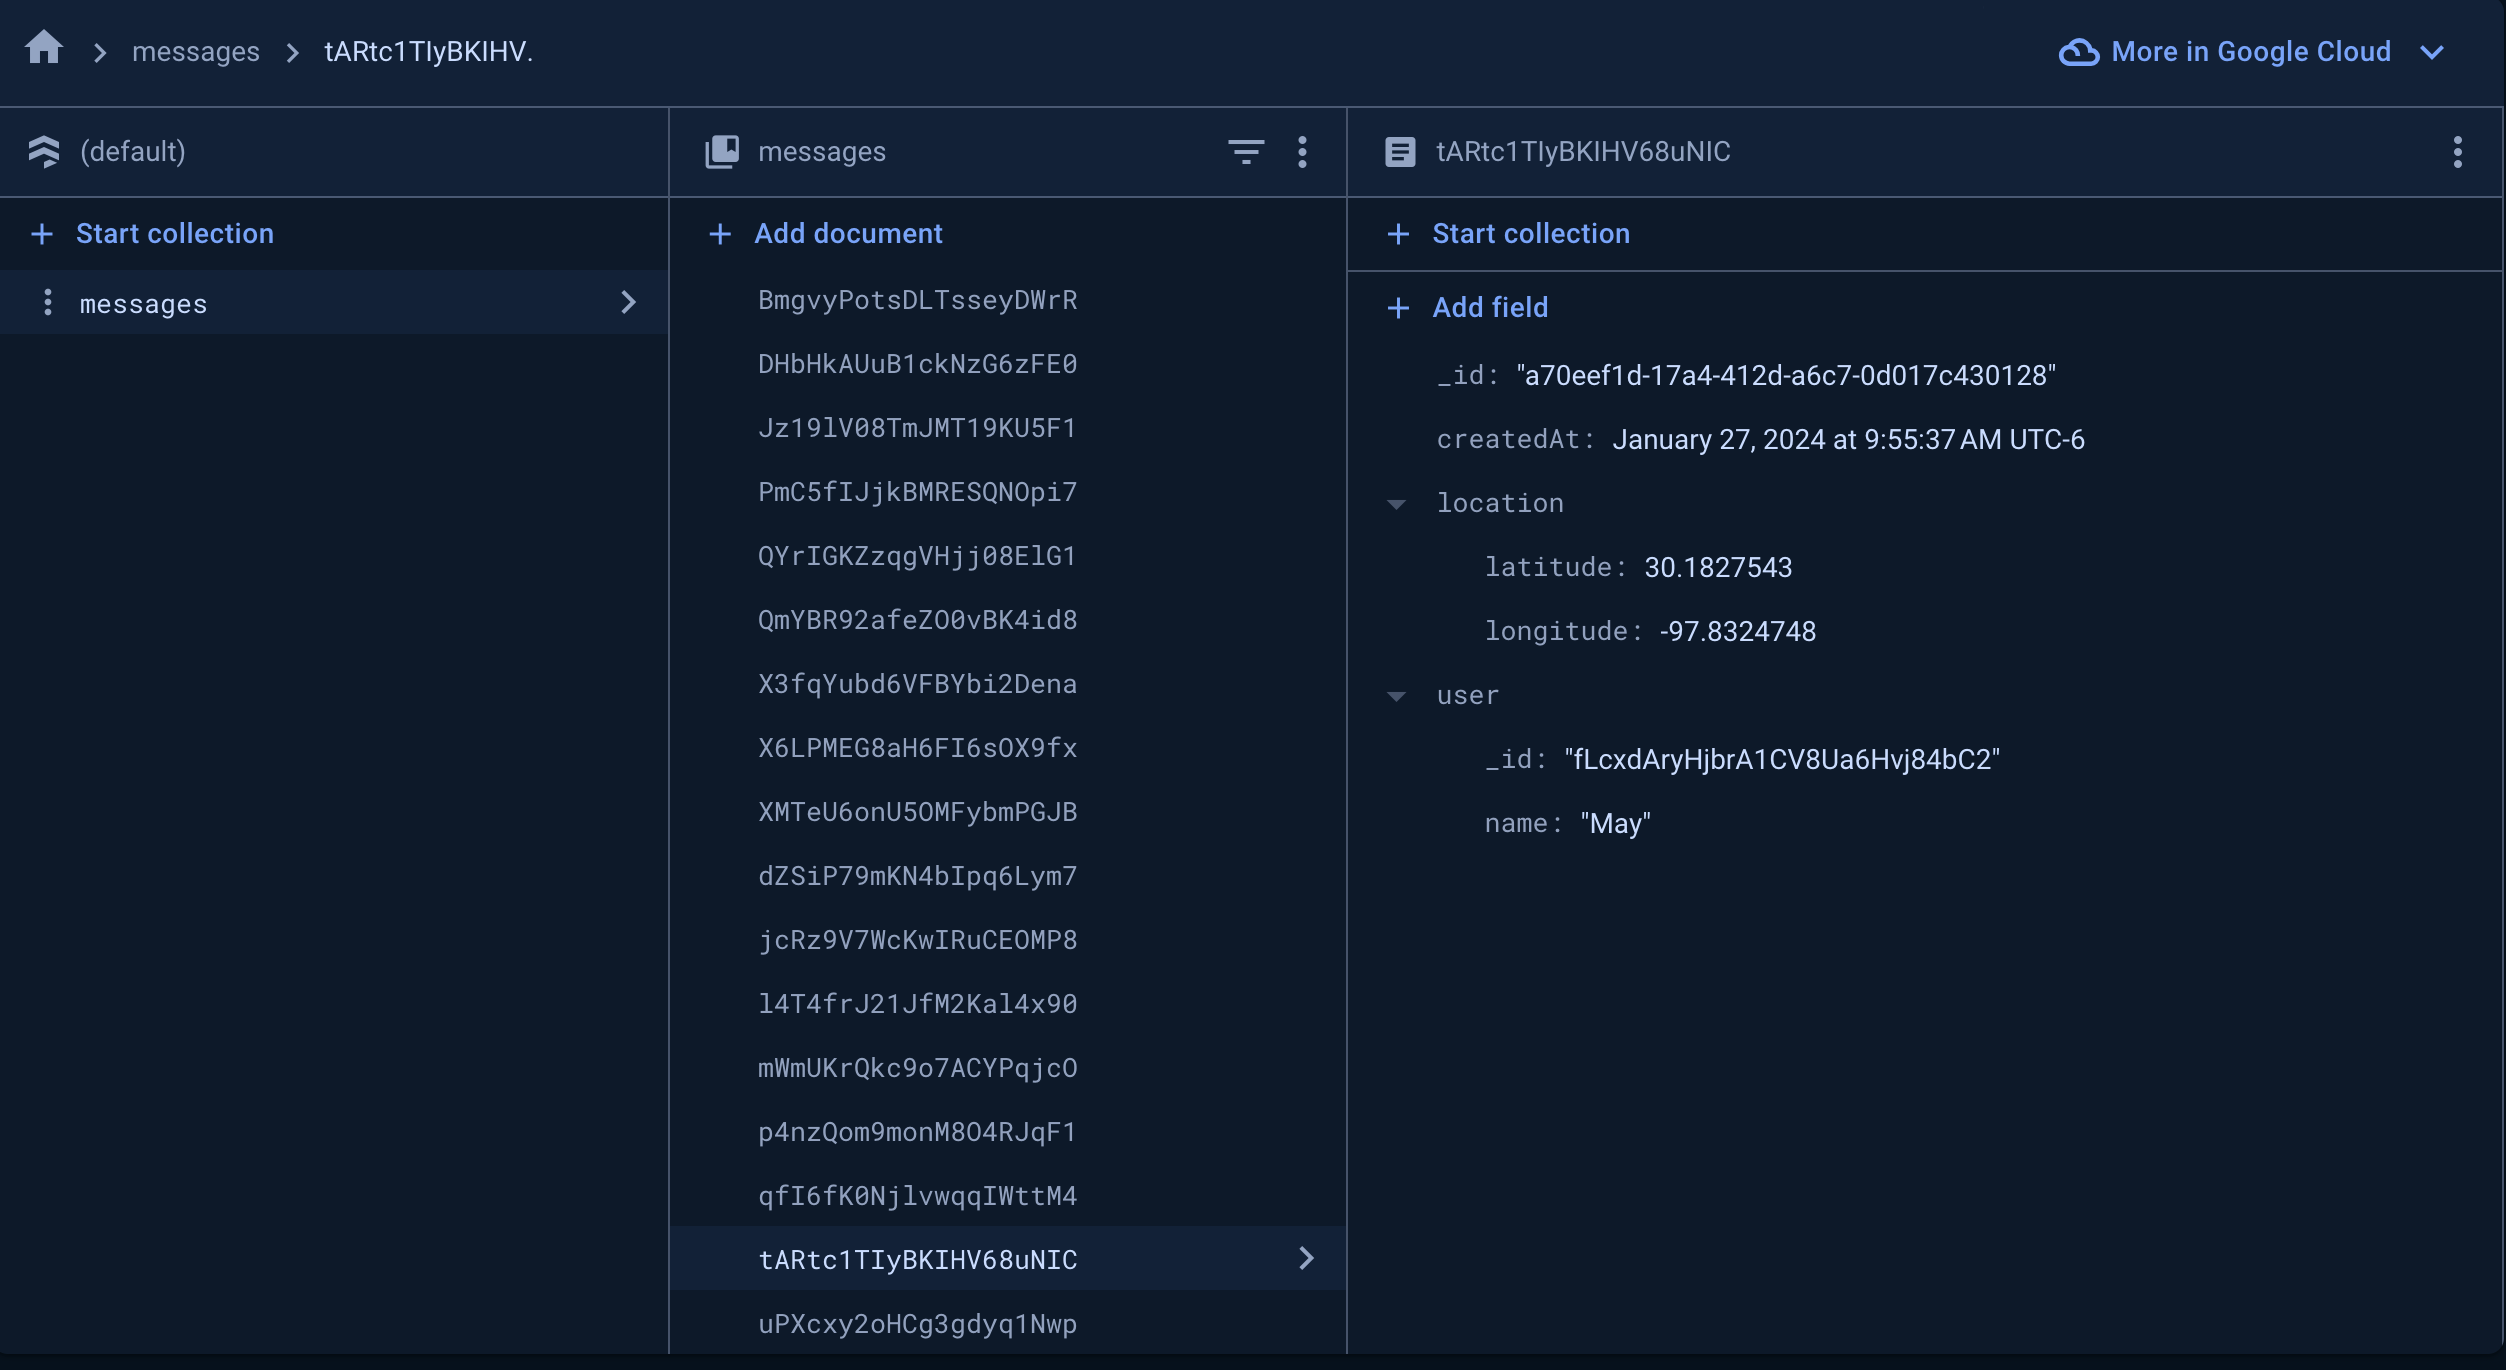 messages
tARtc1TIyBKIHV.
More in Google Cloud
(default)
Start collection
messages
messages
Add document
BmgvyPotsDLTsseyDWrR
DHbHkAUuB1ckNzG6zFE0
Jz19lV08TmJMT19KU5F1
PmC5fIJjkBMRESQNOpi7
QYrIGKZzqgVHjj08ElG1
QmYBR92afeZO0vBK4id8
X3fqYubd6VFBYbi2Dena
X6LPMEG8aH6FI6sOX9fx
XMTeU6onU5OMFybmPGJB
dZSiP79mKN4bIpq6Lym7
jcRz9V7WcKwIRuCEOMP8
l4T4frJ21JfM2Kal4x90
mWmUKrQkc9o7ACYPqjcO
p4nzQom9monM8O4RJqF1
qfI6fK0NjlvwqqIWttM4
tARtc1TIyBKIHV68uNIC
uPXcxy2oHCg3gdyq1Nwp
tARtc1TIyBKIHV68uNIC
Start collection
Add field
_id: "a70eef1d-17a4-412d-a6c7-0d017c430128"
createdAt: January 27, 2024 at 9:55:37 AM UTC-6
location
latitude: 30.1827543
longitude: -97.8324748
user
_id: "fLcxdAryHjbrA1CV8Ua6Hvj84bC2"
name: "May"